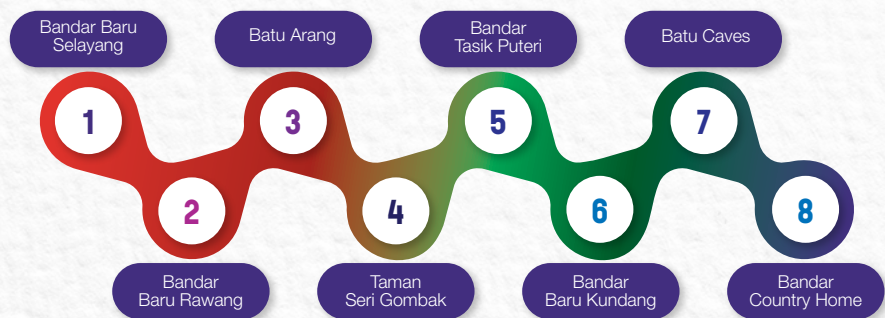 Bandar Baru
Selayang
1
2
Bandar
Baru Rawang
Batu Arang
3
4
Taman
Seri Gombak
Bandar
Tasik Puteri
5
6
Bandar
Baru Kundang
Batu Caves
7
8
Bandar
Country Home